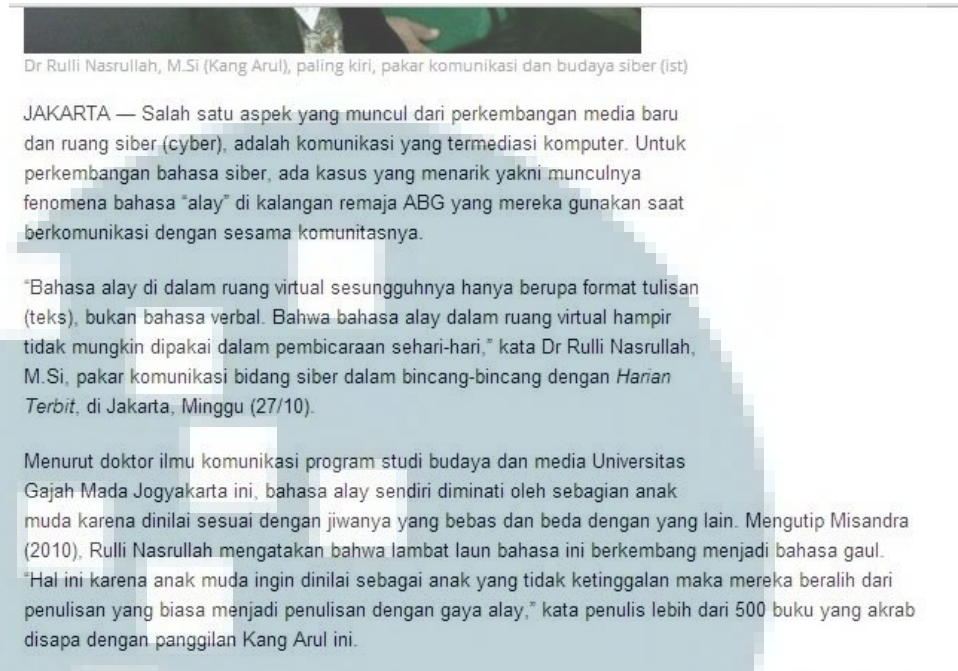 Dr Rulli Nasrullah, M.Si (Kang Arul), paling kiri, pakar komunikasi dan budaya siber (ist)
JAKARTA — Salah satu aspek yang muncul dari perkembangan media baru
dan ruang siber (cyber), adalah komunikasi yang termediasi komputer. Untuk
perkembangan bahasa siber, ada kasus yang menarik yakni munculnya
fenomena bahasa “alay” di kalangan remaja ABG yang mereka gunakan saat
berkomunikasi dengan sesama komunitasnya.
“Bahasa alay di dalam ruang virtual sesungguhnya hanya berupa format tulisan
(teks), bukan bahasa verbal. Bahwa bahasa alay dalam ruang virtual hampir
tidak mungkin dipakai dalam pembicaraan sehari-hari,” kata Dr Rulli Nasrullah,
M.Si, pakar komunikasi bidang siber dalam bincang-bincang dengan Harian
Terbit, di Jakarta, Minggu (27/10).
Menurut doktor ilmu komunikasi program studi budaya dan media Universitas
Gajah Mada Jogyakarta ini, bahasa alay sendiri diminati oleh sebagian anak
muda karena dinilai sesuai dengan jiwanya yang bebas dan beda dengan yang lain. Mengutip Misandra
(2010), Rulli Nasrullah mengatakan bahwa lambat laun bahasa ini berkembang menjadi bahasa gaul.
“Hal ini karena anak muda ingin dinilai sebagai anak yang tidak ketinggalan maka mereka beralih dari
penulisan yang biasa menjadi penulisan dengan gaya alay,” kata penulis lebih dari 500 buku yang akrab
disapa dengan panggilan Kang Arul ini.